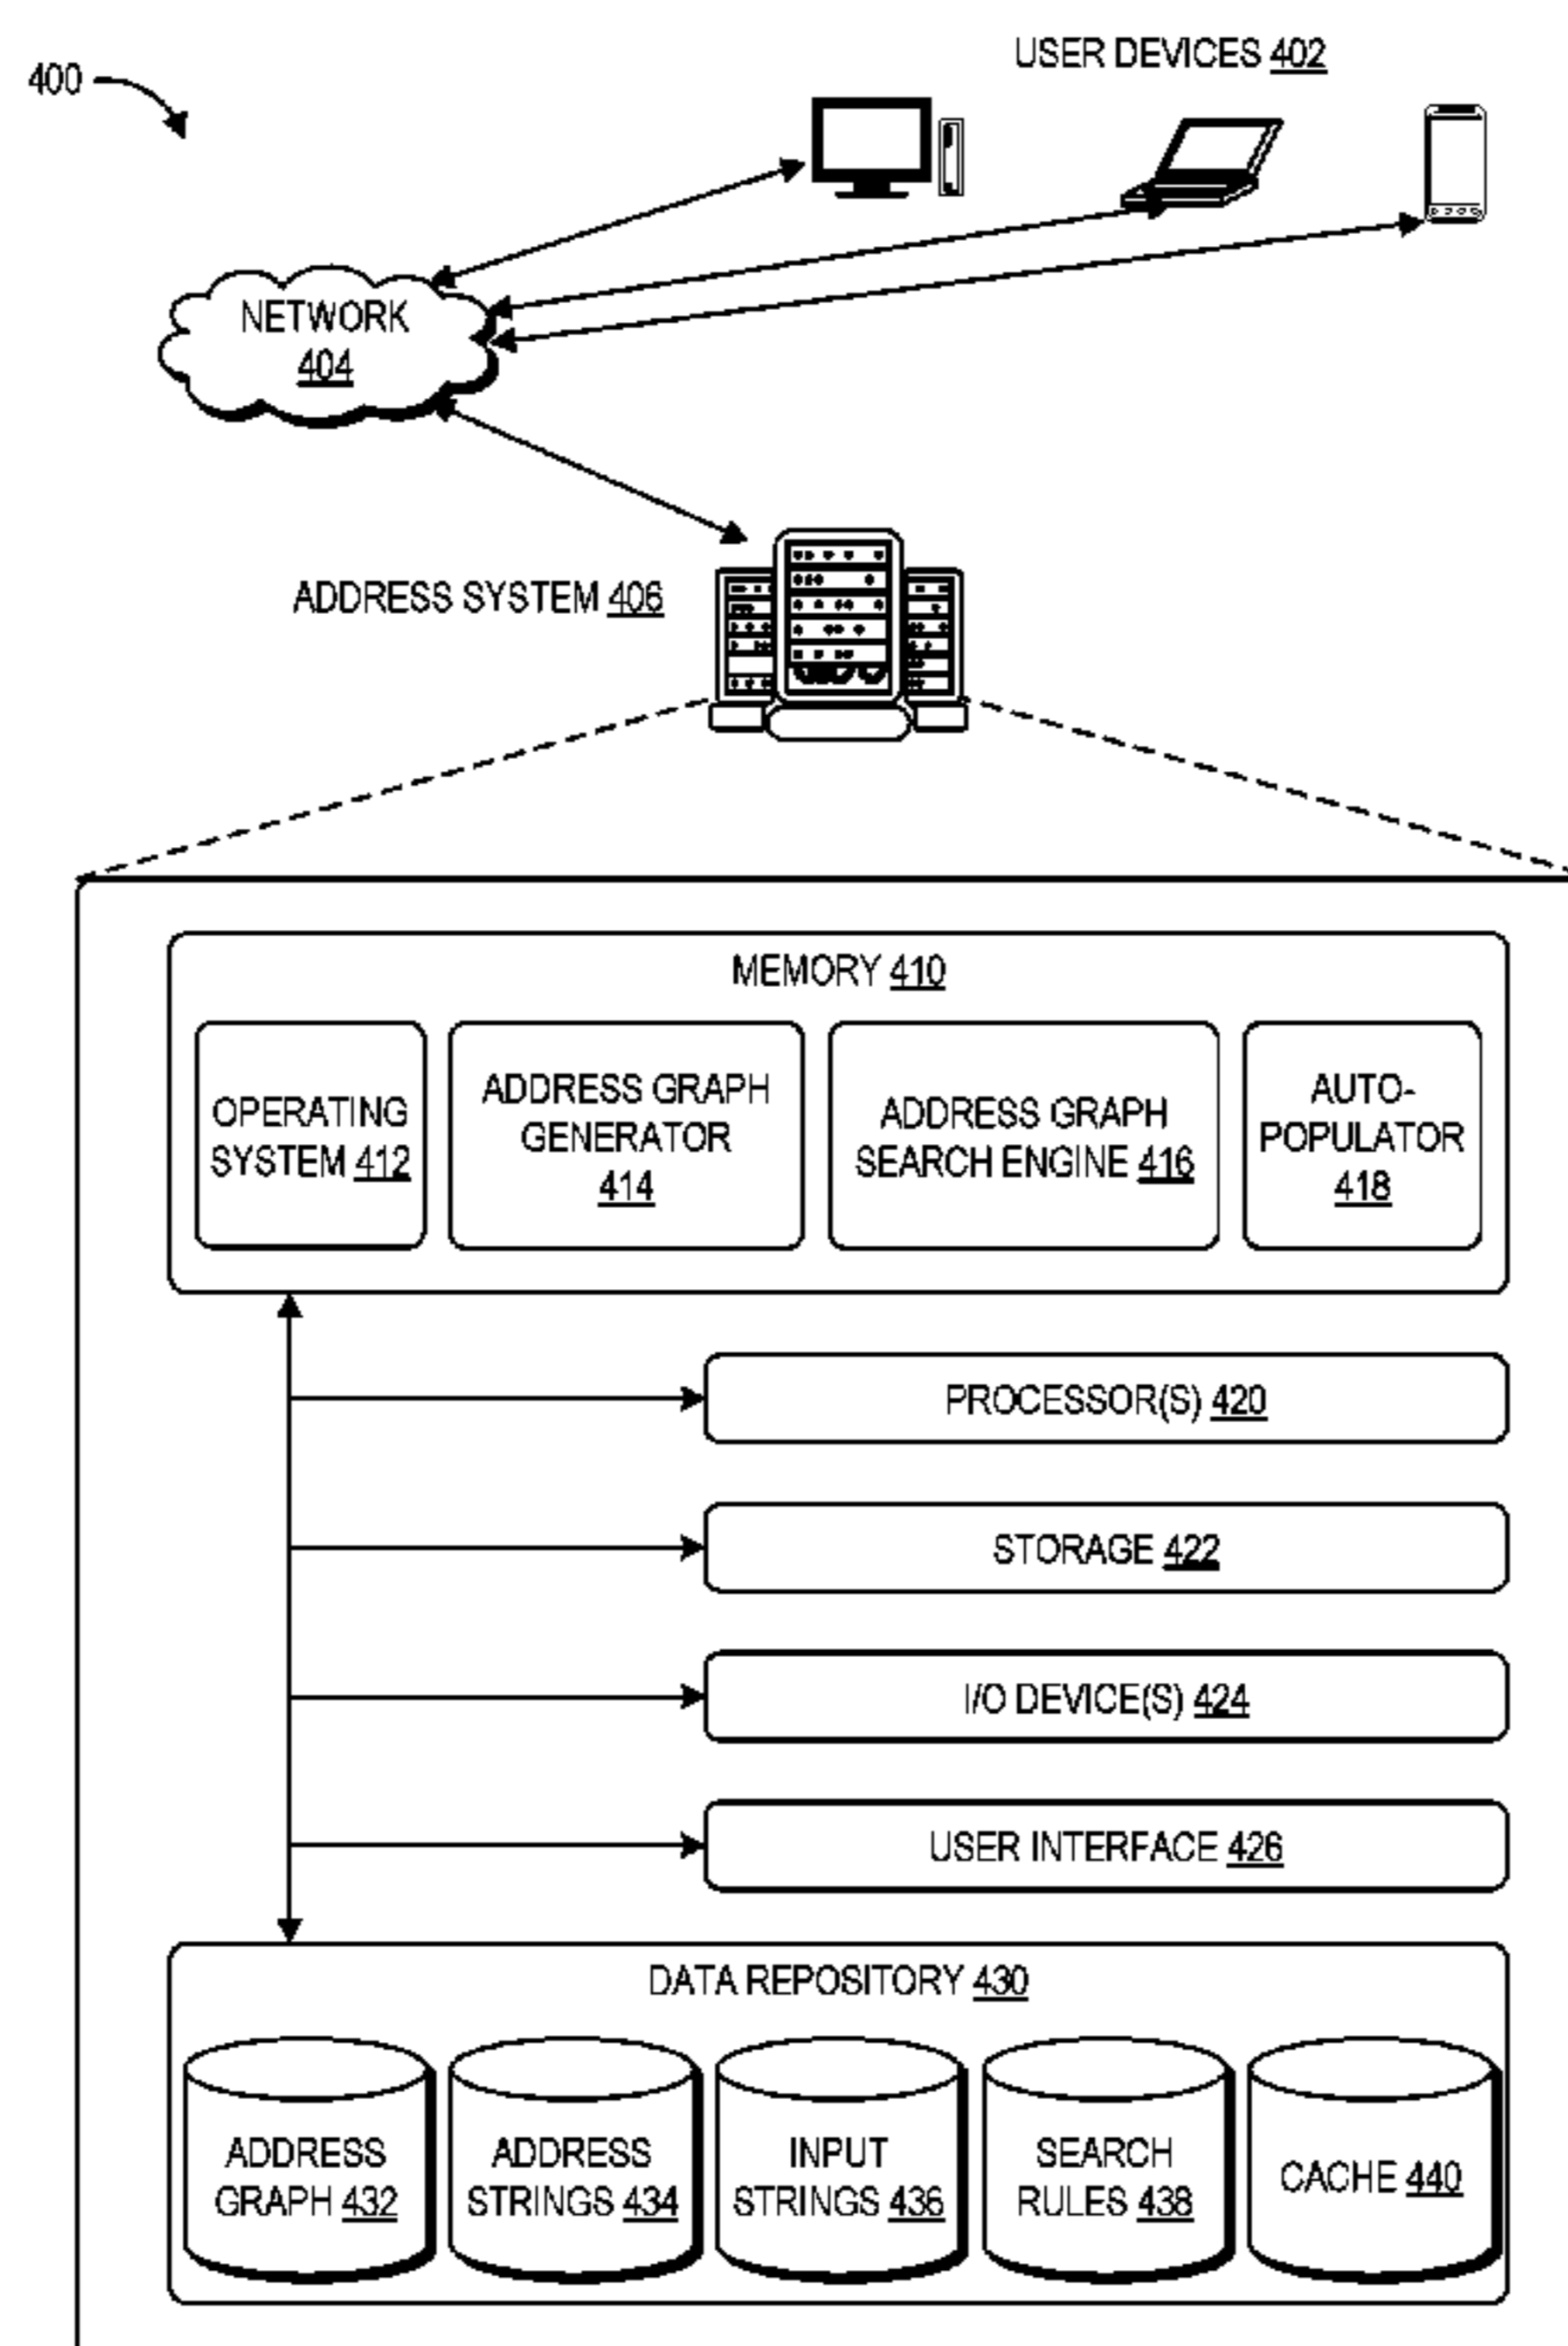 400
USER DEVICES 402
NETWORK
404
ADDRESS SYSTEM 406
MEMORY 410
OPERATING
SYSTEM 412
ADDRESS GRAPH
GENERATOR
414
ADDRESS GRAPH
SEARCH ENGINE 416
AUTO-
POPULATOR
418
PROCESSOR(S) 420
STORAGE 422
I/O DEVICE(S) 424
USER INTERFACE 426
DATA REPOSITORY 430
ADDRESS
GRAPH 432
ADDRESS
STRINGS 434
INPUT
STRINGS 436
SEARCH
RULES 438
CACHE 440